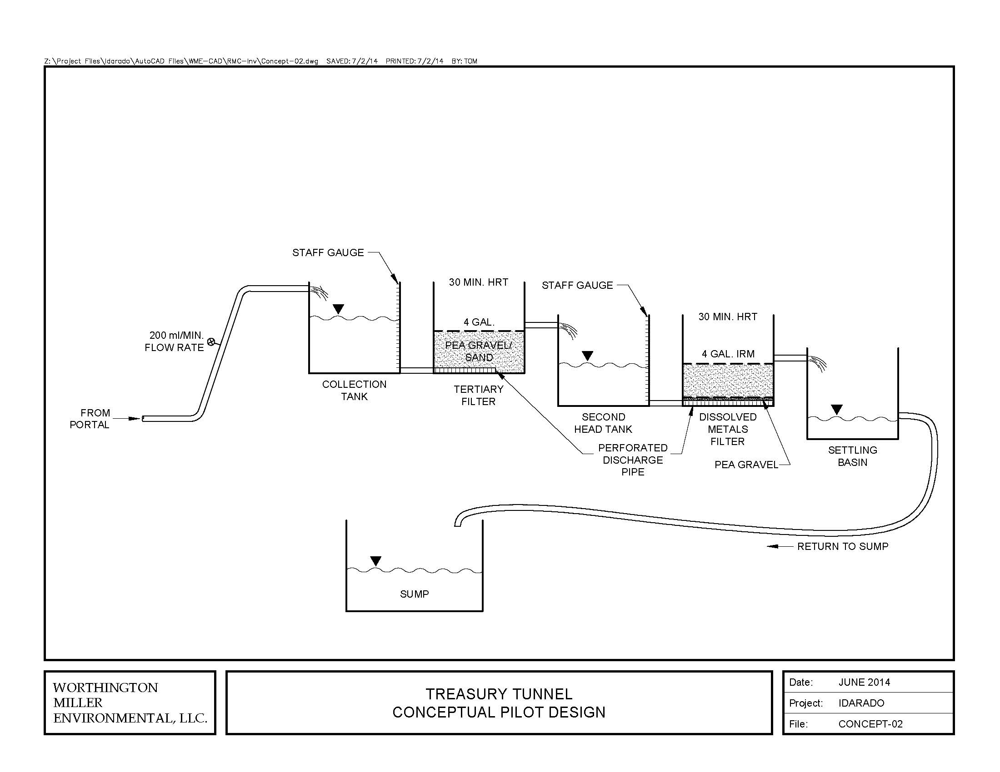 Z:\Project Files\Idarado\AutoCAD Files\WME-CAD\RMC-Inv\Concept-02.dwg SAVED: 7/2/14 PRINTED: 7/2/14 BY: TOM
STAFF GAUGE
30 MIN. HRT
STAFF GAUGE
4 GAL.
30 MIN. HRT
200 ml/MIN.
FLOW RATE
PEA GRAVEL/
SAND
4 GAL. IRM
COLLECTION
TANK
TERTIARY
FILTER
FROM
PORTAL
SECOND
HEAD TANK
DISSOLVED
METALS
FILTER
PERFORATED
DISCHARGE
PIPE
PEA GRAVEL
SETTLING
BASIN
RETURN TO SUMP
SUMP
WORTHINGTON
MILLER
ENVIRONMENTAL, LLC.
TREASURY TUNNEL
CONCEPTUAL PILOT DESIGN
Date: JUNE 2014
Project: IDARADO
File: CONCEPT-02